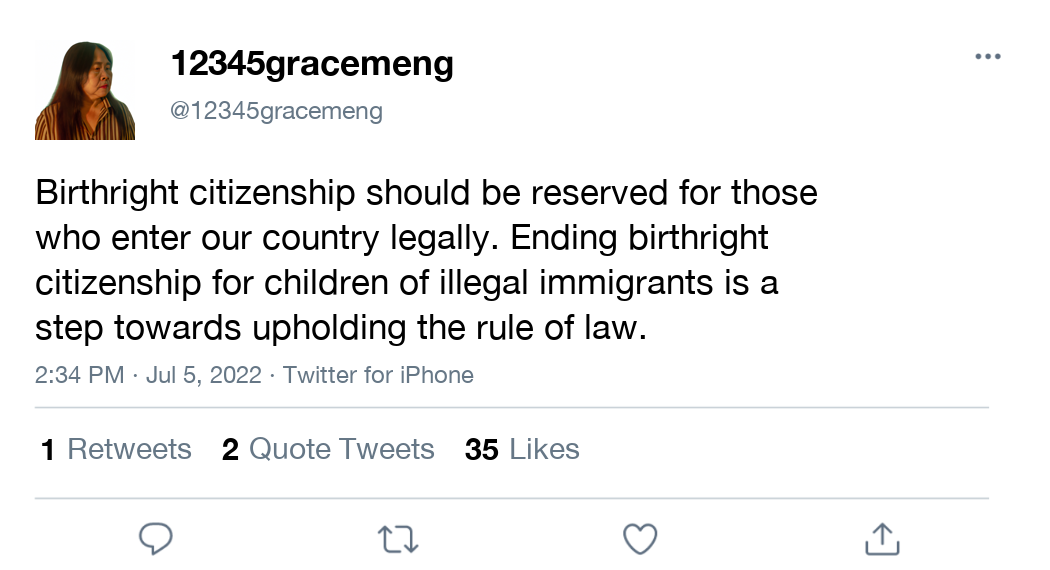 12345gracemeng
@12345gracemeng
Birthright citizenship should be reserved for those
who enter our country legally. Ending birthright
citizenship for children of illegal immigrants is a
step towards upholding the rule of law.
2:34 PM · Jul 5, 2022 · Twitter for iPhone
1 Retweets 2 Quote Tweets 35 Likes